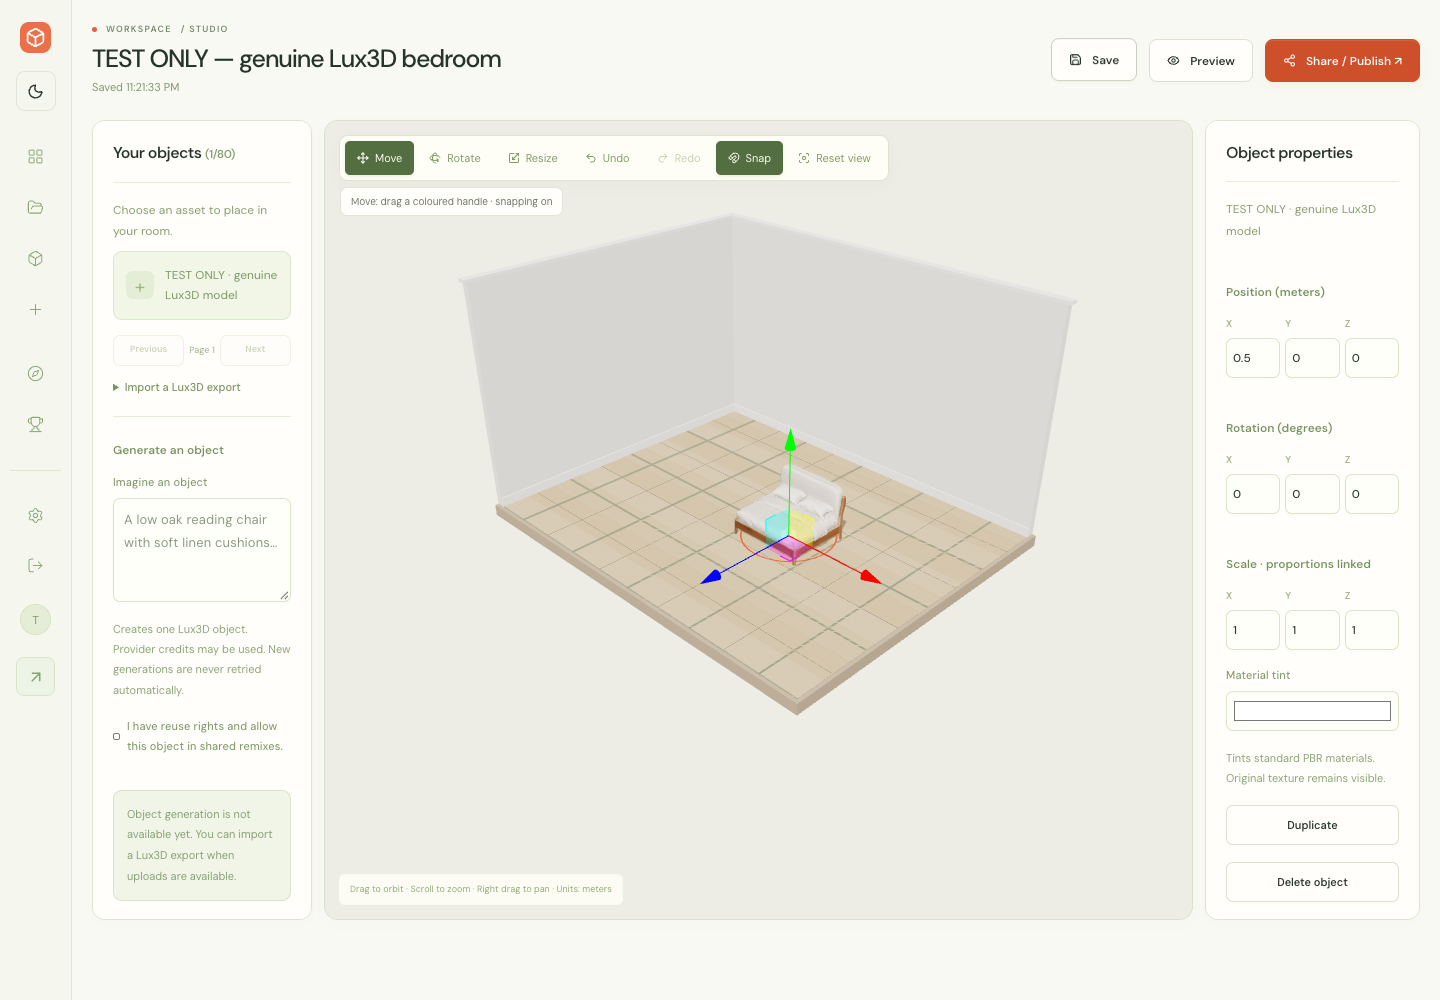 WORKSPACE / STUDIO
TEST ONLY — genuine Lux3D bedroom
Saved 11:21:33 PM
Save
Preview
Share / Publish
Your objects (1/80)
Choose an asset to place in
your room.
TEST ONLY · genuine
Lux3D model
Previous
Page 1
Next
Import a Lux3D export
Generate an object
Imagine an object
A low oak reading chair
with soft linen cushions...
Creates one Lux3D object.
Provider credits may be used. New
generations are never retried
automatically.
I have reuse rights and allow
this object in shared remixes.
Object generation is not
available yet. You can import
a Lux3D export when
uploads are available.
T
Move
Rotate
Resize
Undo
Redo
Snap
Reset view
Move: drag a coloured handle · snapping on
Drag to orbit · Scroll to zoom · Right drag to pan · Units: meters
Object properties
TEST ONLY · genuine Lux3D
model
Position (meters)
X Y Z
0.5 0 0
Rotation (degrees)
X Y Z
0 0 0
Scale · proportions linked
X Y Z
1 1 1
Material tint
Tints standard PBR materials.
Original texture remains visible.
Duplicate
Delete object